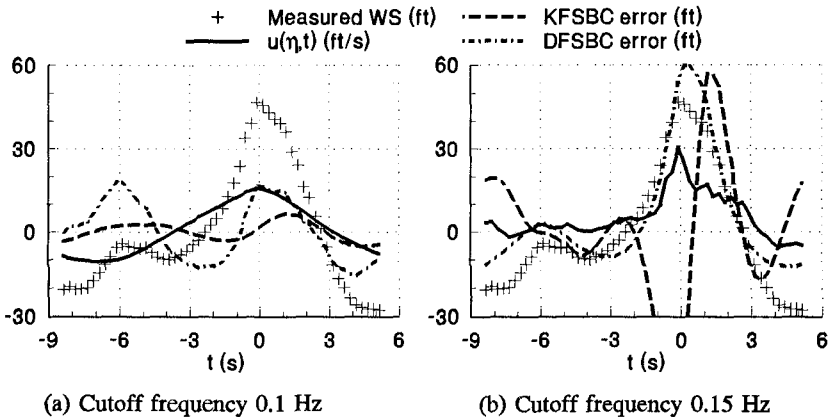 Measured WS (ft)
KFSBC error (ft)
u(η,t) (ft/s)
DFSBC error (ft)
60
30
0
-30
-9 -6 -3 0 3 6
t (s)
(a) Cutoff frequency 0.1 Hz
60
30
0
-30
-9 -6 -3 0 3 6
t (s)
(b) Cutoff frequency 0.15 Hz